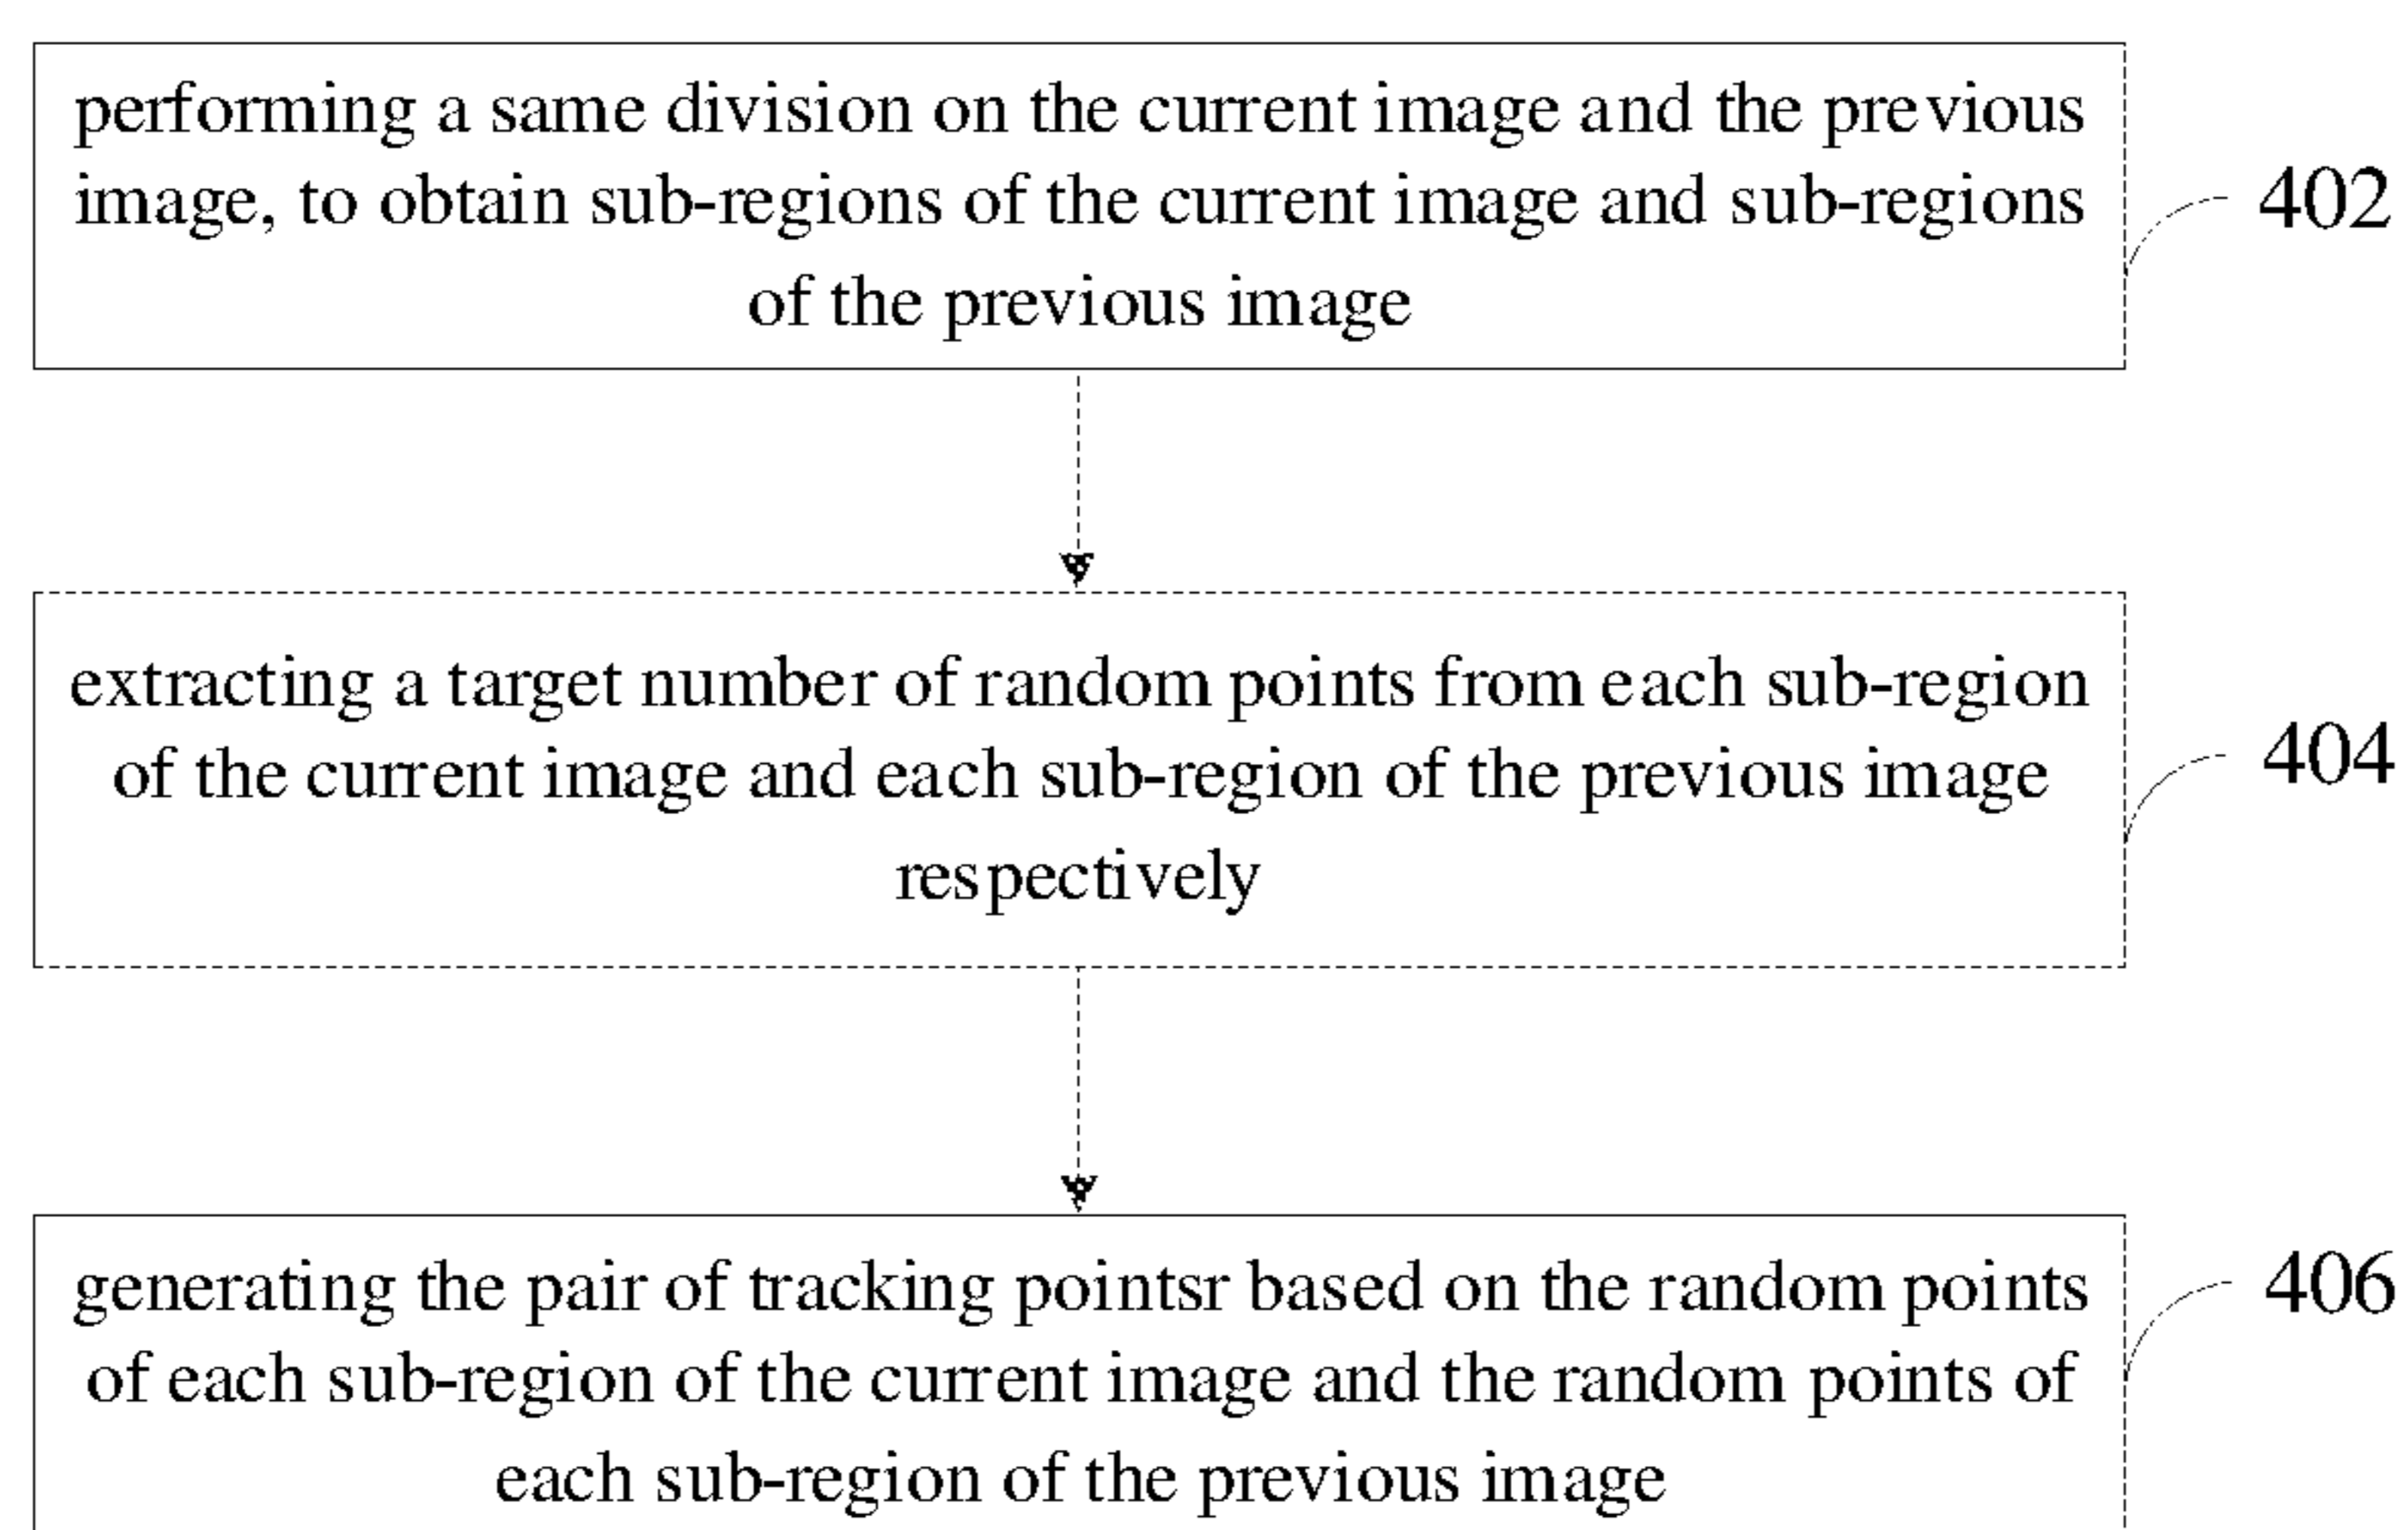 performing a same division on the current image and the previous
image, to obtain sub-regions of the current image and sub-regions
of the previous image
402
extracting a target number of random points from each sub-region
of the current image and each sub-region of the previous image
respectively
404
generating the pair of tracking pointsr based on the random points
of each sub-region of the current image and the random points of
each sub-region of the previous image
406